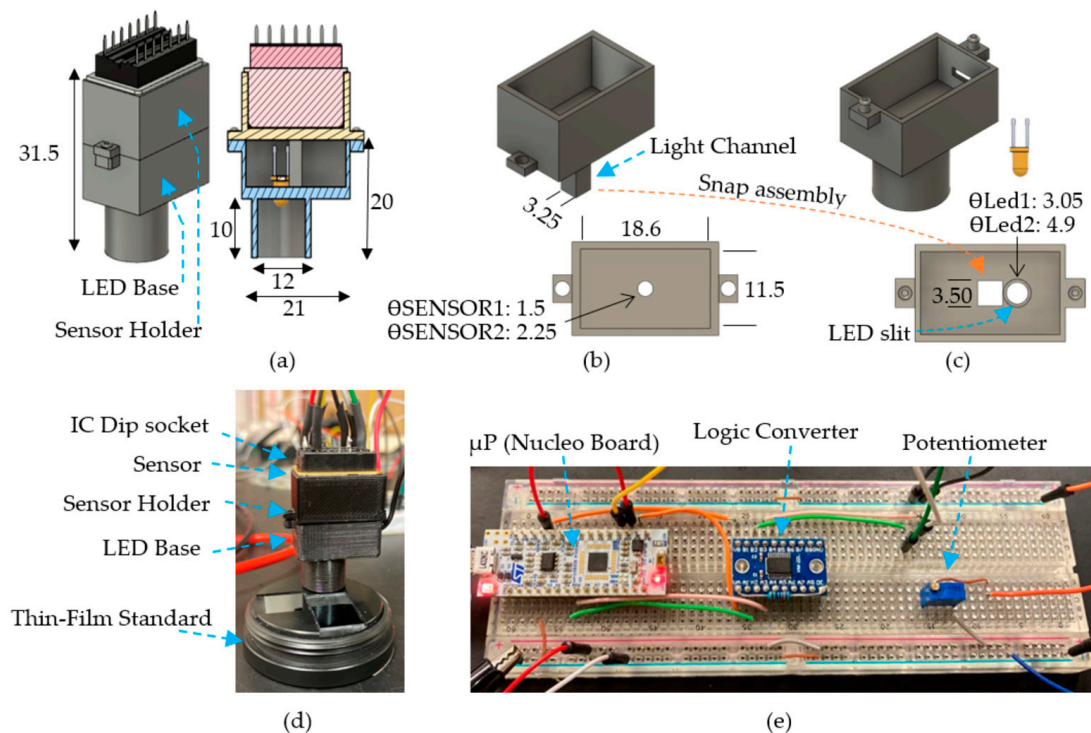 (a)
31.5
LED Base
Sensor Holder
10
20
12
21
(b)
Light Channel
3.25
Snap assembly
18.6
11.5
θSENSOR1: 1.5
θSENSOR2: 2.25
(b)
(c)
θLed1: 3.05
θLed2: 4.9
3.50
LED slit
(c)
(a)
(d)
IC Dip socket
Sensor
Sensor Holder
LED Base
Thin-Film Standard
(d)
µP (Nucleo Board)
Logic Converter
Potentiometer
(e)